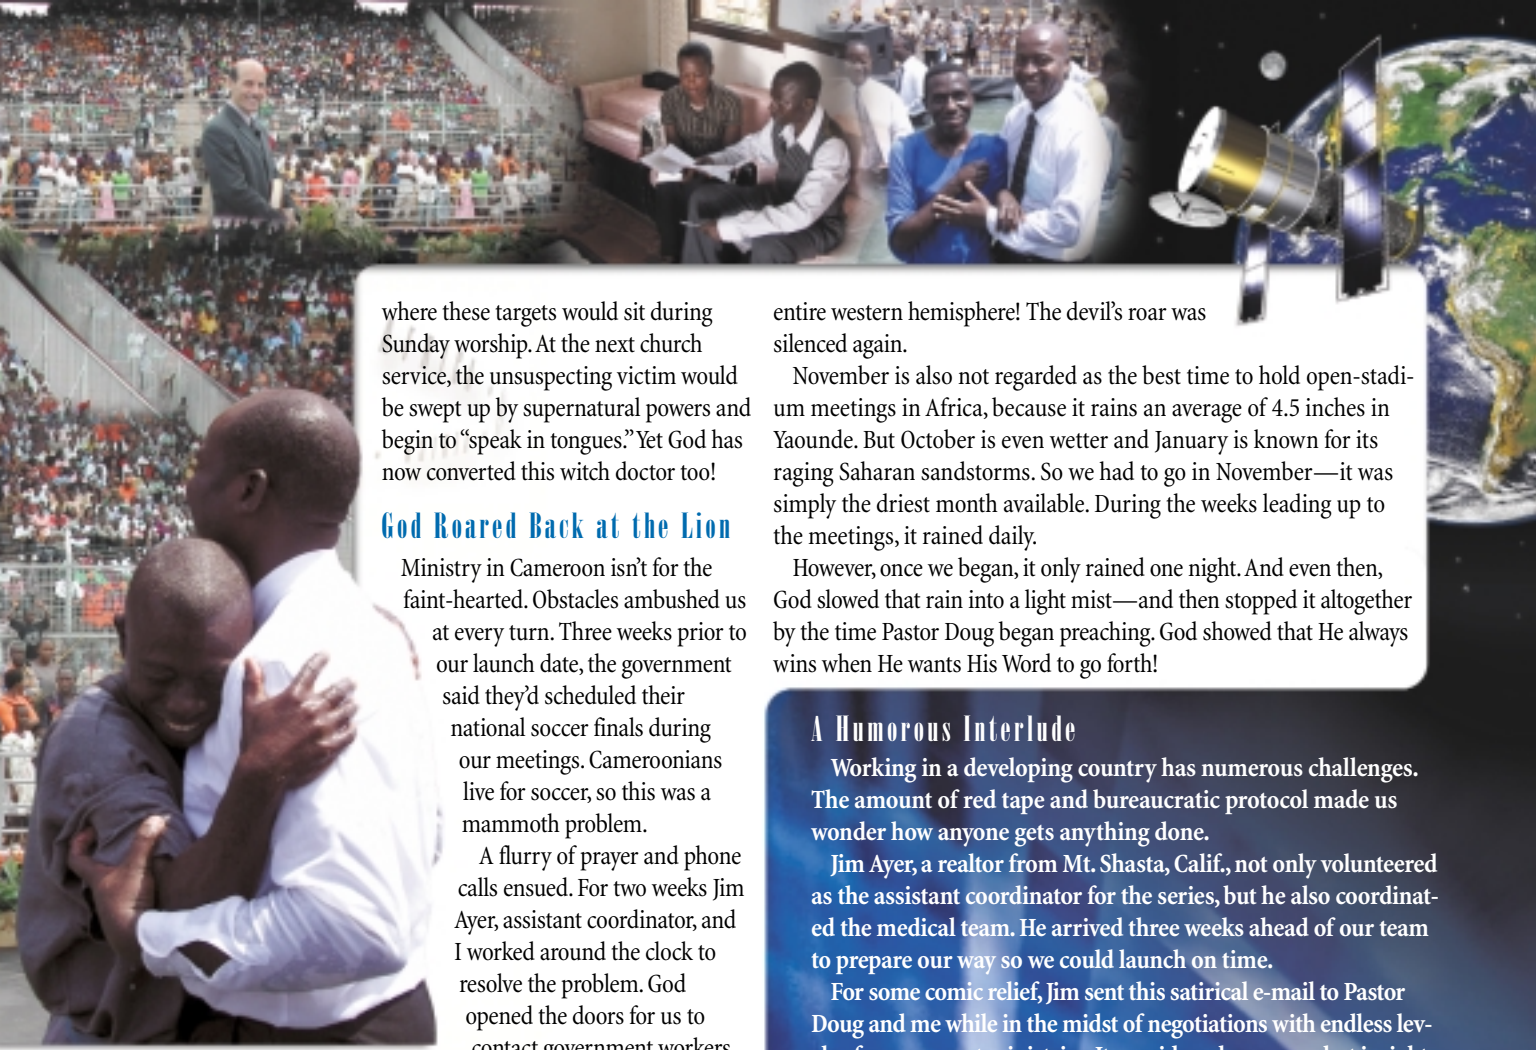 where these targets would sit during
Sunday worship. At the next church
service, the unsuspecting victim would
be swept up by supernatural powers and
begin to “speak in tongues.” Yet God has
now converted this witch doctor too!
God Roared Back at the Lion
Ministry in Cameroon isn’t for the
faint-hearted. Obstacles ambushed us
at every turn. Three weeks prior to
our launch date, the government
said they’d scheduled their
national soccer finals during
our meetings. Cameroonians
live for soccer, so this was a
mammoth problem.
A flurry of prayer and phone
calls ensued. For two weeks Jim
Ayer, assistant coordinator, and
I worked around the clock to
resolve the problem. God
opened the doors for us to
contact government workers
entire western hemisphere! The devil’s roar was
silenced again.
November is also not regarded as the best time to hold open-stadi-
um meetings in Africa, because it rains an average of 4.5 inches in
Yaounde. But October is even wetter and January is known for its
raging Saharan sandstorms. So we had to go in November—it was
simply the driest month available. During the weeks leading up to
the meetings, it rained daily.
However, once we began, it only rained one night. And even then,
God slowed that rain into a light mist—and then stopped it altogether
by the time Pastor Doug began preaching. God showed that He always
wins when He wants His Word to go forth!
A Humorous Interlude
Working in a developing country has numerous challenges.
The amount of red tape and bureaucratic protocol made us
wonder how anyone gets anything done.
Jim Ayer, a realtor from Mt. Shasta, Calif., not only volunteered
as the assistant coordinator for the series, but he also coordinat-
ed the medical team. He arrived three weeks ahead of our team
to prepare our way so we could launch on time.
For some comic relief, Jim sent this satirical e-mail to Pastor
Doug and me while in the midst of negotiations with endless lev-